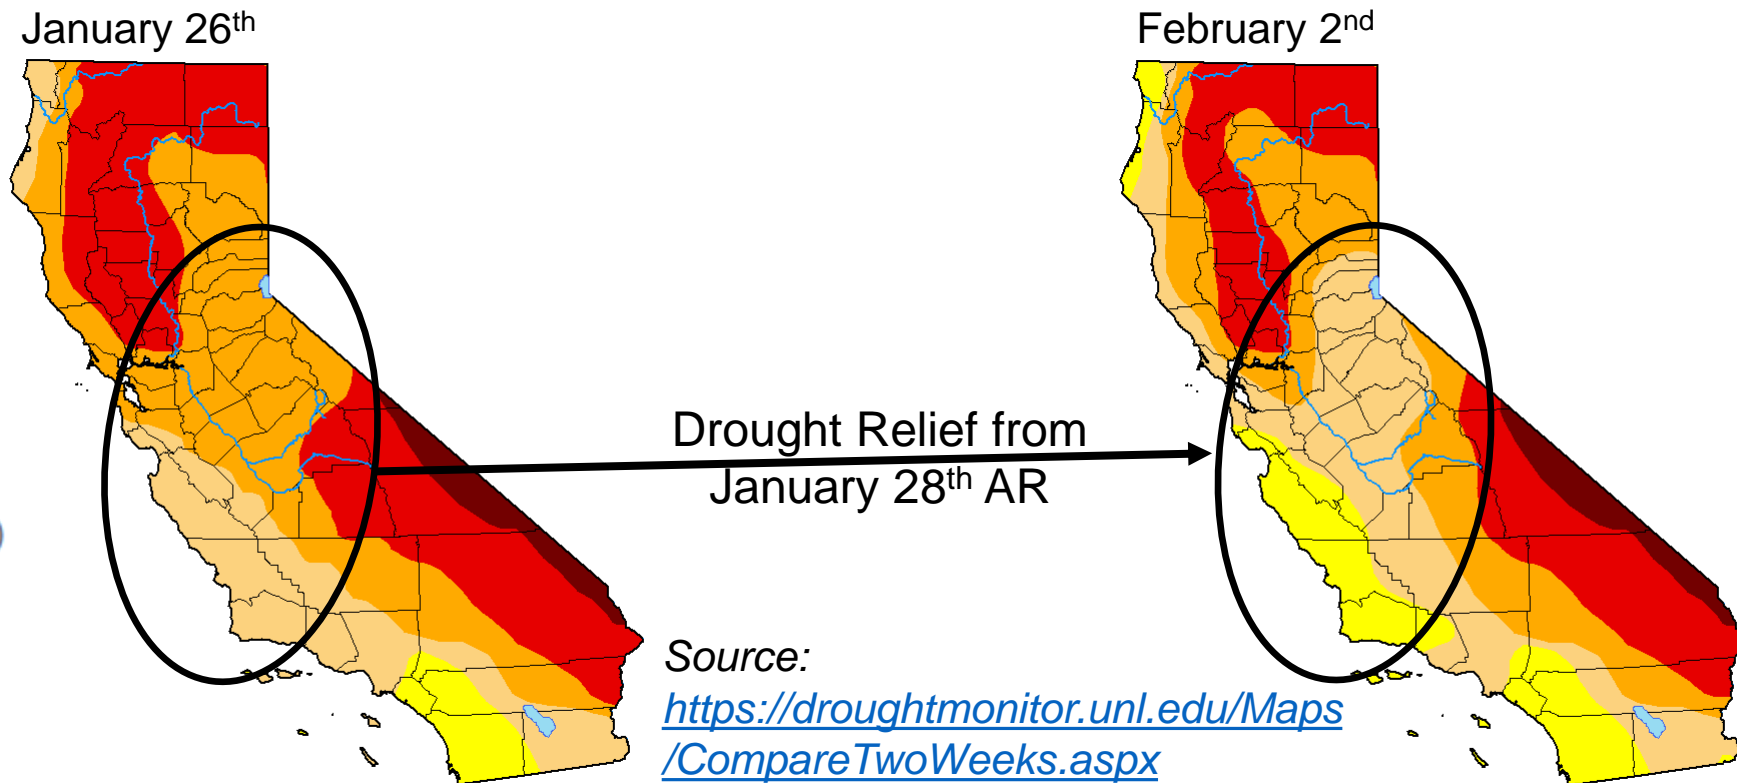 January 26th
February 2nd
Drought Relief from
January 28th AR
Source:
https://droughtmonitor.unl.edu/Maps
/CompareTwoWeeks.aspx